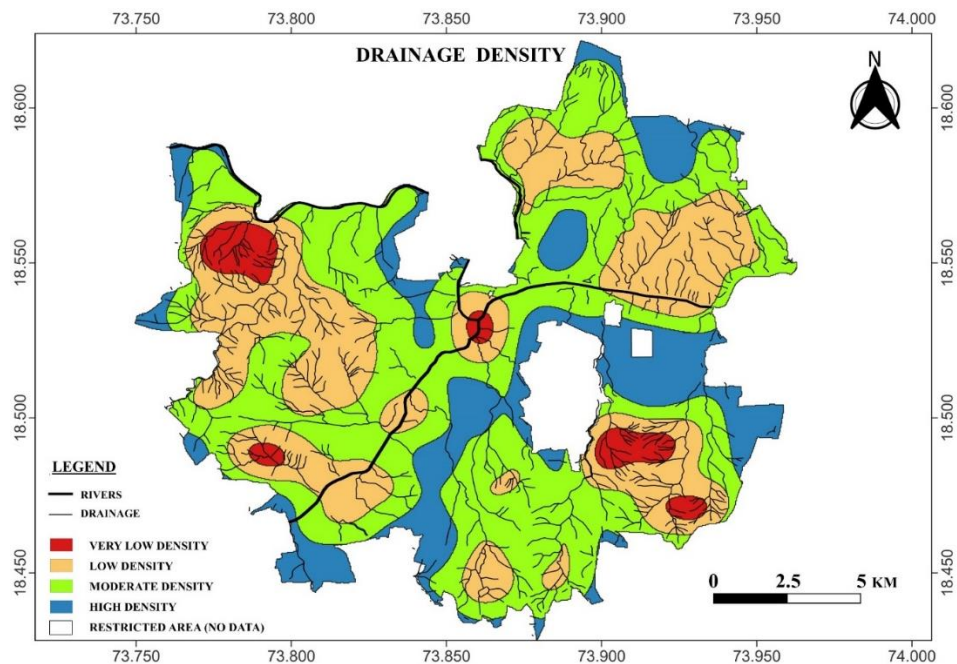 73.750 73.800 73.850 73.900 73.950 74.000
DRAINAGE DENSITY
N
18.600
18.600
18.550
18.550
18.500
18.500
18.450
18.450
LEGEND
RIVERS
DRAINAGE
VERY LOW DENSITY
LOW DENSITY
MODERATE DENSITY
HIGH DENSITY
RESTRICTED AREA (NO DATA)
0 2.5 5 KM
73.750 73.800 73.850 73.900 73.950 74.000